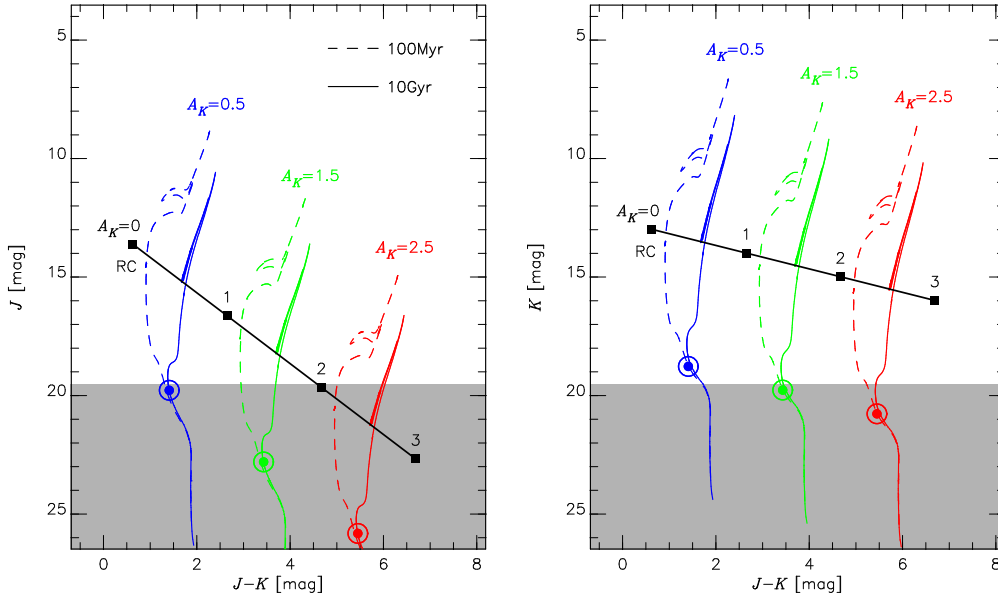 100Myr
10Gyr
A_K=0.5
A_K=1.5
A_K=2.5
A_K=0
RC
1
2
3
5
10
15
20
25
0 2 4 6 8
J [mag]
J−K [mag]
A_K=0.5
A_K=1.5
A_K=2.5
A_K=0
RC
1
2
3
5
10
15
20
25
0 2 4 6 8
K [mag]
J−K [mag]